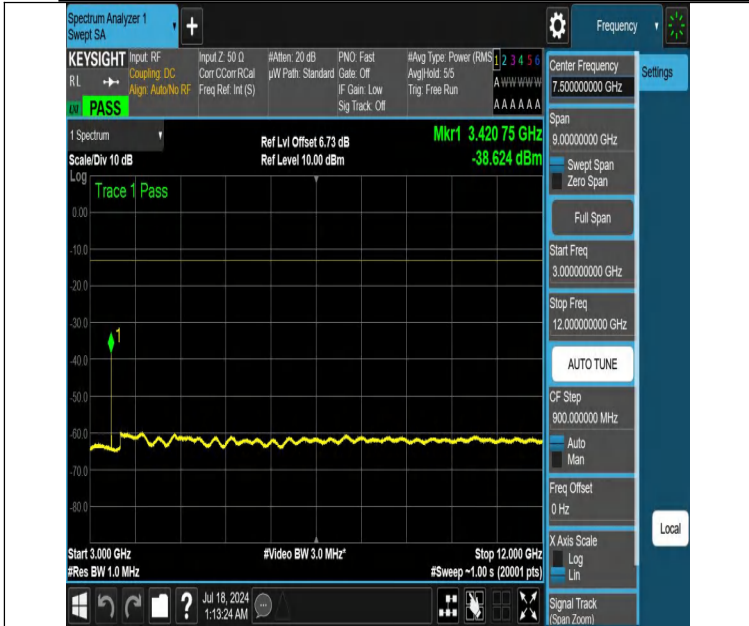 Spectrum Analyzer 1
Swept SA
Frequency
KEYSIGHT
RL
PASS
Input: RF
Coupling: DC
Align: Auto/No RF
Input Z: 50 Ω
Corr CCorr RCal
Freq Ref: Int (S)
#Atten: 20 dB
µW Path: Standard
PNO: Fast
Gate: Off
IF Gain: Low
Sig Track: Off
#Avg Type: Power (RMS
Avg|Hold: 5/5
Trig: Free Run
1 2 3 4 5 6
A W W W W W
A A A A A A
1 Spectrum
Scale/Div 10 dB
Ref Lvl Offset 6.73 dB
Ref Level 10.00 dBm
Mkr1 3.420 75 GHz
-38.624 dBm
Log
Trace 1 Pass
0.00
-10.0
-20.0
-30.0
1
-40.0
-50.0
-60.0
-70.0
-80.0
Start 3.000 GHz
#Video BW 3.0 MHz*
Stop 12.000 GHz
#Res BW 1.0 MHz
#Sweep ~1.00 s (20001 pts)
Jul 18, 2024
1:13:24 AM
Center Frequency
7.500000000 GHz
Settings
Span
9.00000000 GHz
Swept Span
Zero Span
Full Span
Start Freq
3.000000000 GHz
Stop Freq
12.000000000 GHz
AUTO TUNE
CF Step
900.000000 MHz
Auto
Man
Freq Offset
0 Hz
Local
X Axis Scale
Log
Lin
Signal Track
(Span Zoom)